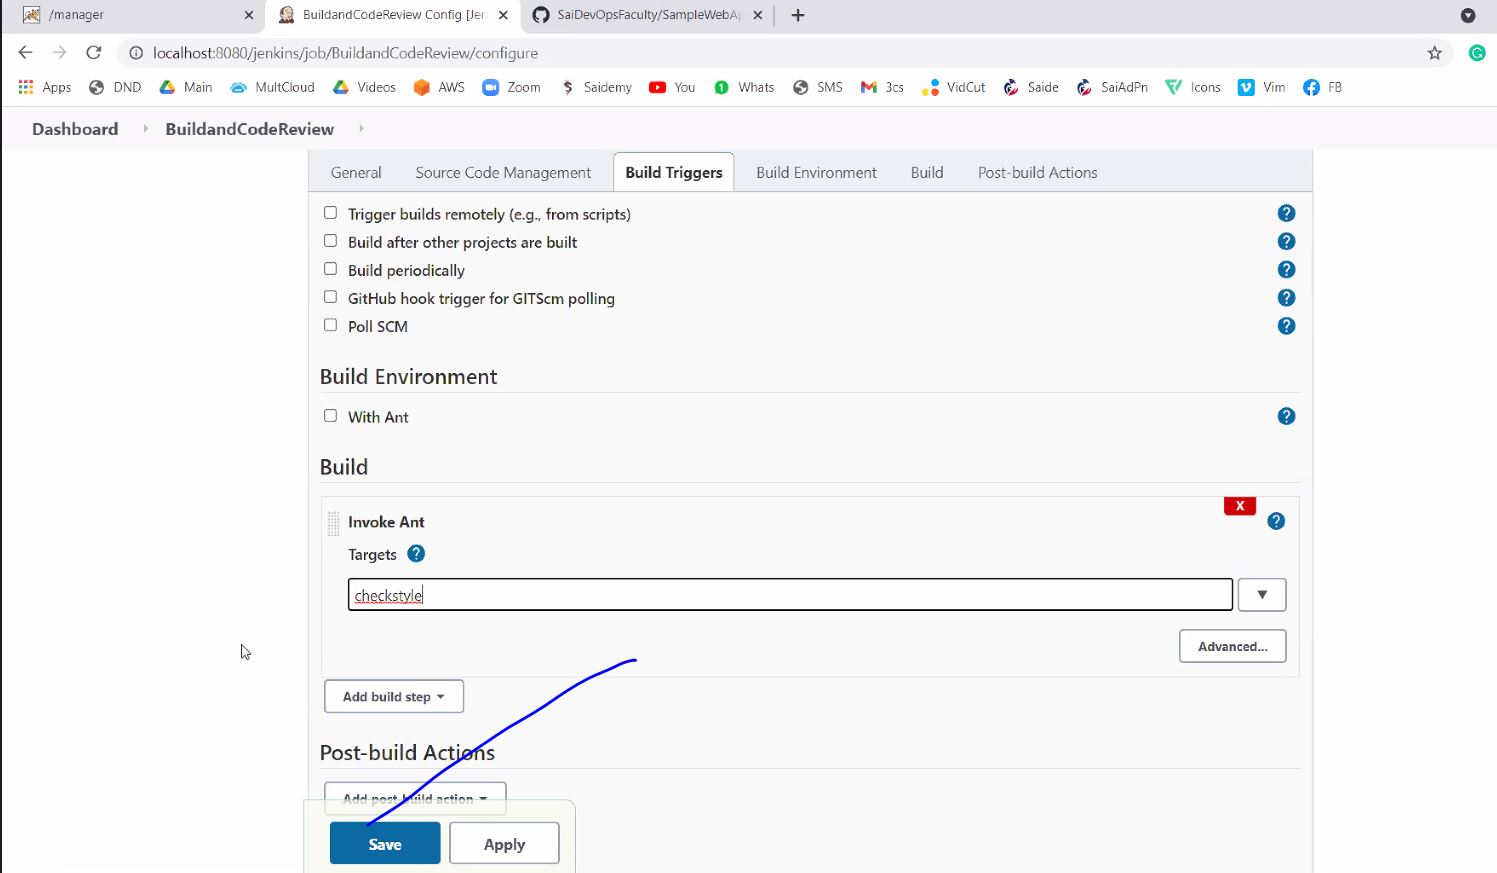 /manager
BuildandCodeReview Config [Jen
SaiDevOpsFaculty/SampleWebAp
localhost:8080/jenkins/job/BuildandCodeReview/configure
Apps DND Main MultCloud Videos AWS Zoom Saidemy You Whats SMS 3cs VidCut Saide SaiAdPn Icons Vim FB
Dashboard BuildandCodeReview
General Source Code Management Build Triggers Build Environment Build Post-build Actions
Trigger builds remotely (e.g., from scripts)
Build after other projects are built
Build periodically
GitHub hook trigger for GITScm polling
Poll SCM
Build Environment
With Ant
Build
X
Invoke Ant
Targets
checkstyle
Advanced...
Add build step
Post-build Actions
Add post-build action
Save Apply